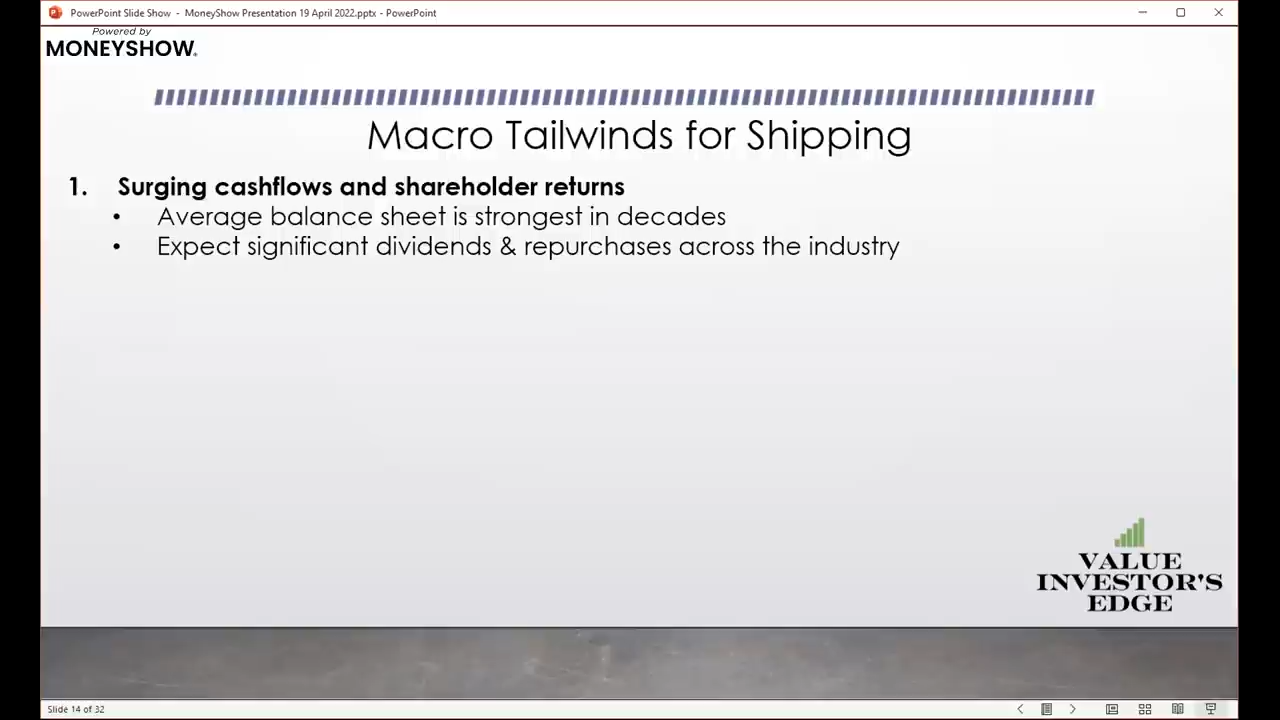 PowerPoint Slide Show - MoneyShow Presentation 19 April 2022.pptx - PowerPoint
Powered by
MONEYSHOW®
Macro Tailwinds for Shipping
1. Surging cashflows and shareholder returns
• Average balance sheet is strongest in decades
• Expect significant dividends & repurchases across the industry
VALUE
INVESTOR'S
EDGE
Slide 14 of 32